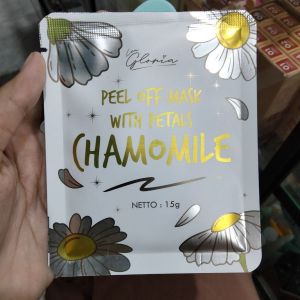 Gloria
PEEL OFF MASK
WITH PETALS
CHAMOMILE
NETTO : 15g